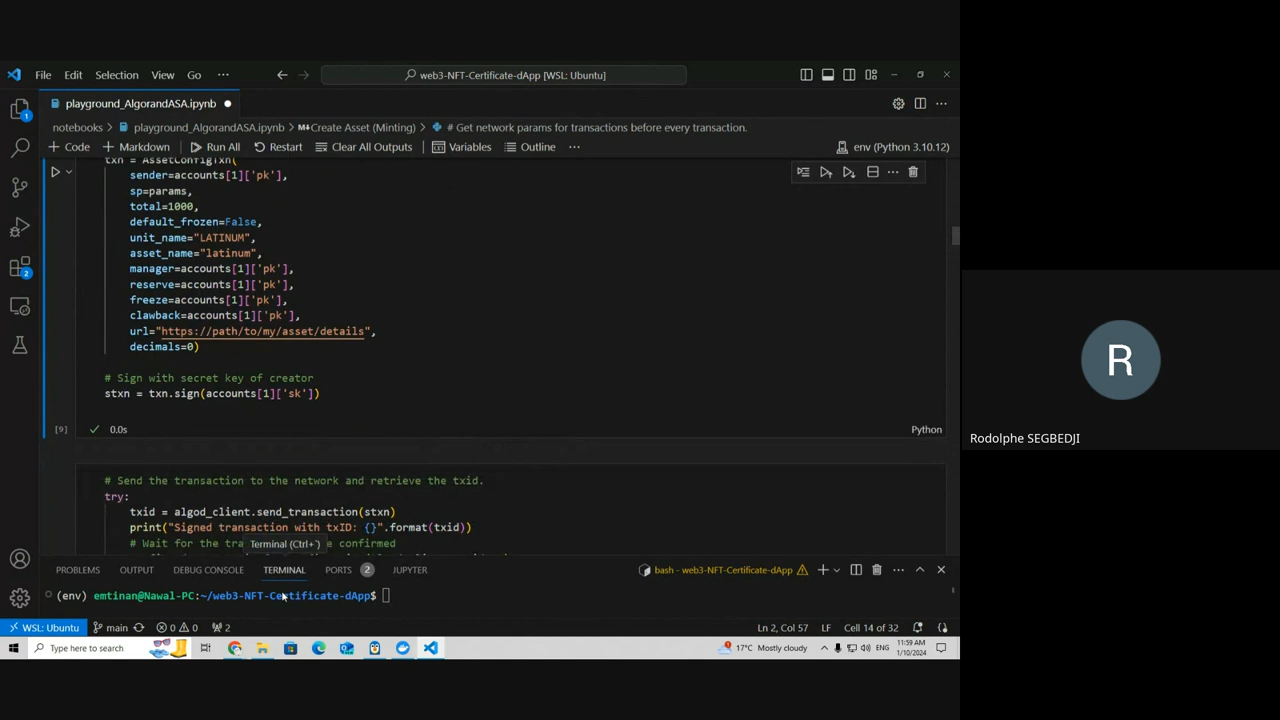 File Edit Selection View Go ··· web3-NFT-Certificate-dApp [WSL: Ubuntu]
playground_AlgorandASA.ipynb
notebooks > playground_AlgorandASA.ipynb > Create Asset (Minting) > # Get network params for transactions before every transaction.
+ Code + Markdown Run All Restart Clear All Outputs Variables Outline ··· env (Python 3.10.12)
txn = AssetConfigTxn(
sender=accounts[1]['pk'],
sp=params,
total=1000,
default_frozen=False,
unit_name="LATINUM",
asset_name="latinum",
manager=accounts[1]['pk'],
reserve=accounts[1]['pk'],
freeze=accounts[1]['pk'],
clawback=accounts[1]['pk'],
url="https://path/to/my/asset/details",
decimals=0)
# Sign with secret key of creator
stxn = txn.sign(accounts[1]['sk'])
[9] 0.0s Python
# Send the transaction to the network and retrieve the txid.
try:
txid = algod_client.send_transaction(stxn)
print("Signed transaction with txID: {}".format(txid))
# Wait for the tra e confirmed
Terminal (Ctrl+`)
PROBLEMS OUTPUT DEBUG CONSOLE TERMINAL PORTS 2 JUPYTER bash - web3-NFT-Certificate-dApp
(env) emtinan@Nawal-PC:~/web3-NFT-Certificate-dApp$
WSL: Ubuntu main 0 0 2 Ln 2, Col 57 LF Cell 14 of 32
Type here to search 17°C Mostly cloudy ENG 11:59 AM
1/10/2024
R
Rodolphe SEGBEDJI